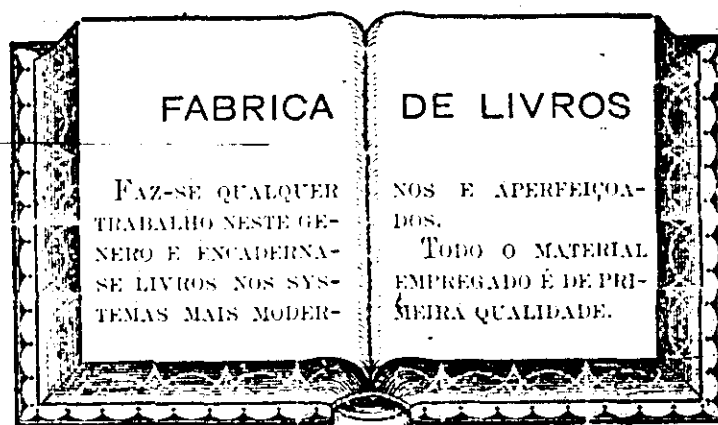 FABRICA DE LIVROS
FAZ-SE QUALQUER
TRABALHO NESTE GE-
NERO E ENCADERNA-
SE LIVROS NOS SYS-
TEMAS MAIS MODER-
NOS E APERFEIÇOA-
DOS.
TODO O MATERIAL
EMPREGADO É DE PRI-
MEIRA QUALIDADE.